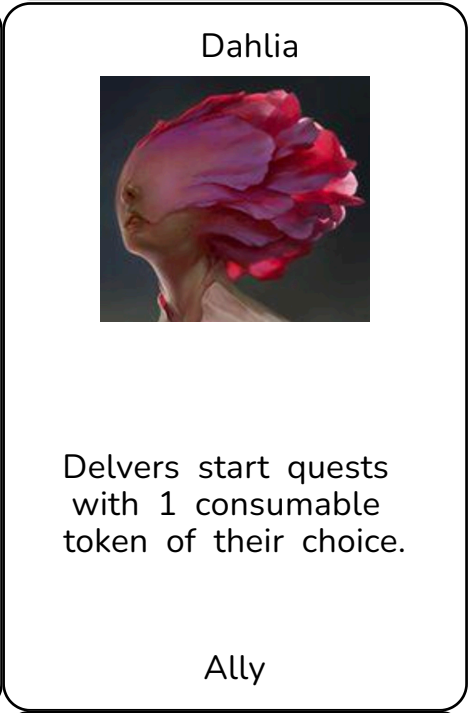 Dahlia
Delvers start quests
with 1 consumable
token of their choice.
Ally